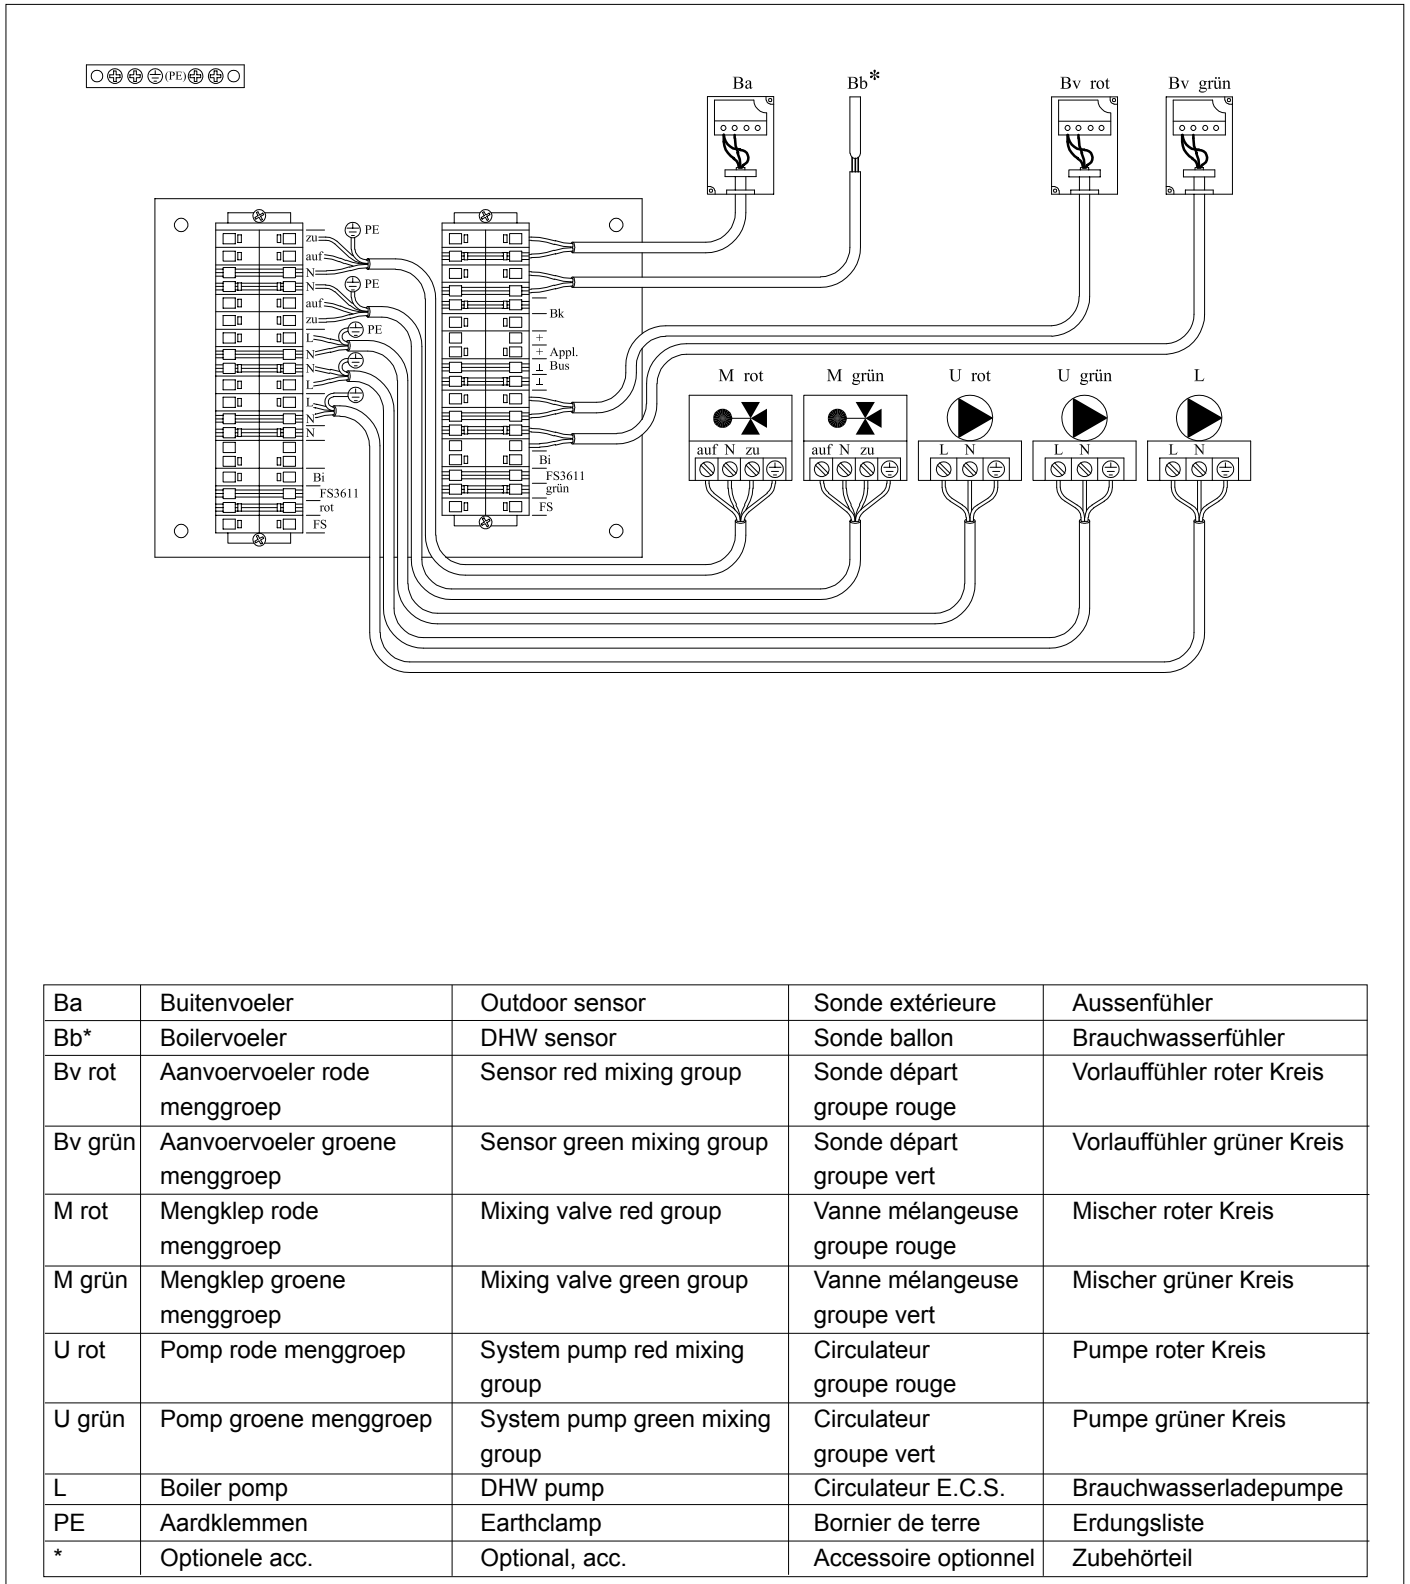 (PE)
Ba
Bb*
Bv rot
Bv grün
zu
PE
auf
N
N
PE
auf
zu
L
PE
N
N
L
L
N
N
Bi
FS3611
rot
FS
Bk
+
+ Appl.
⊥ Bus
⊥
Bi
FS3611
grün
FS
M rot
M grün
U rot
U grün
L
auf N zu
auf N zu
L N
L N
L N
Ba Buitenvoeler Outdoor sensor Sonde extérieure Aussenfühler
Bb* Boilervoeler DHW sensor Sonde ballon Brauchwasserfühler
Bv rot Aanvoervoeler rode Sensor red mixing group Sonde départ Vorlauffühler roter Kreis
menggroep groupe rouge
Bv grün Aanvoervoeler groene Sensor green mixing group Sonde départ Vorlauffühler grüner Kreis
menggroep groupe vert
M rot Mengklep rode Mixing valve red group Vanne mélangeuse Mischer roter Kreis
menggroep groupe rouge
M grün Mengklep groene Mixing valve green group Vanne mélangeuse Mischer grüner Kreis
menggroep groupe vert
U rot Pomp rode menggroep System pump red mixing Circulateur Pumpe roter Kreis
group groupe rouge
U grün Pomp groene menggroep System pump green mixing Circulateur Pumpe grüner Kreis
group groupe vert
L Boiler pomp DHW pump Circulateur E.C.S. Brauchwasserladepumpe
PE Aardklemmen Earthclamp Bornier de terre Erdungsliste
* Optionele acc. Optional, acc. Accessoire optionnel Zubehörteil